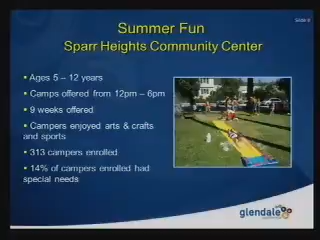 Summer Fun
Sparr Heights Community Center
Ages 5 – 12 years
Camps offered from 12pm – 6pm
9 weeks offered
Campers enjoyed arts & crafts
and sports
313 campers enrolled
14% of campers enrolled had
special needs
glendale